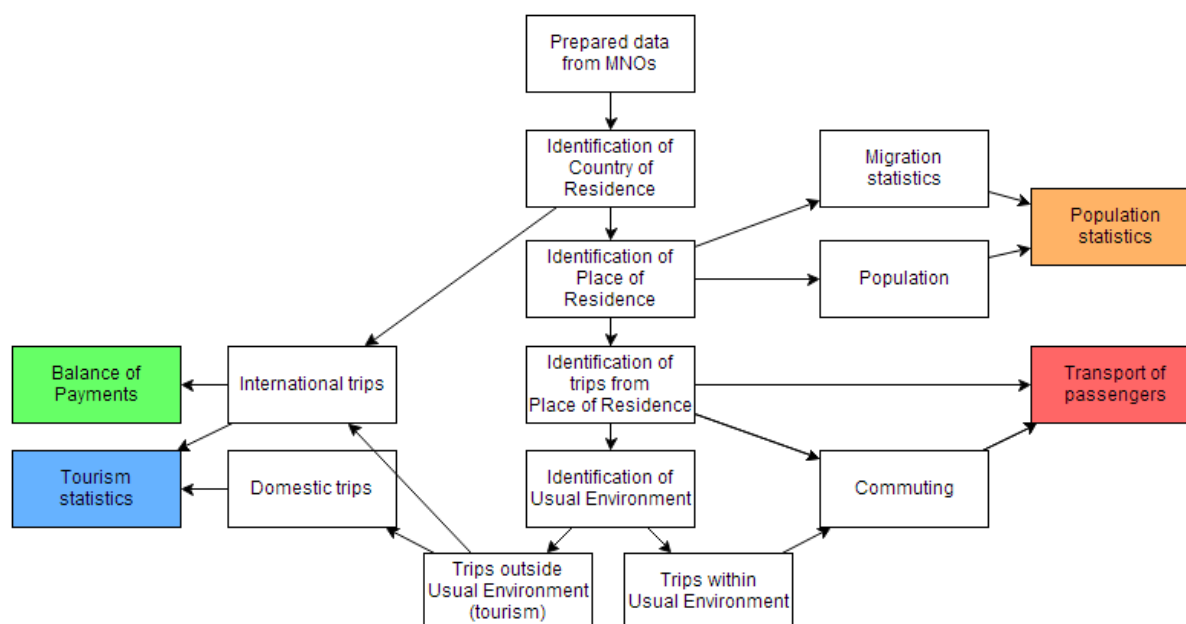 Prepared data
from MNOs
Identification of
Country of
Residence
Migration
statistics
Population
statistics
Identification of
Place of
Residence
Population
Balance of
Payments
International trips
Identification of
trips from
Place of Residence
Transport of
passengers
Tourism
statistics
Domestic trips
Identification of
Usual Environment
Commuting
Trips outside
Usual Environment
(tourism)
Trips within
Usual Environment